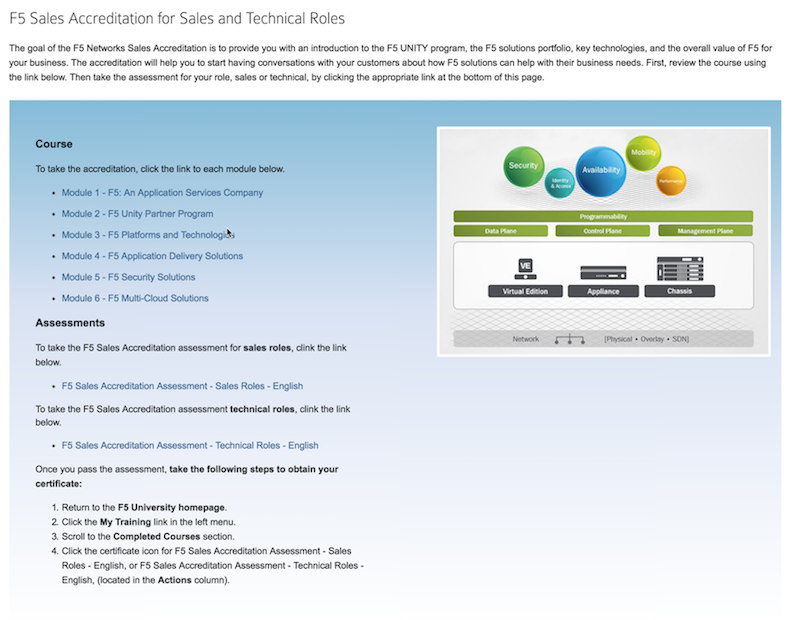 F5 Sales Accreditation for Sales and Technical Roles
The goal of the F5 Networks Sales Accreditation is to provide you with an introduction to the F5 UNITY program, the F5 solutions portfolio, key technologies, and the overall value of F5 for
your business. The accreditation will help you to start having conversations with your customers about how F5 solutions can help with their business needs. First, review the course using
the link below. Then take the assessment for your role, sales or technical, by clicking the appropriate link at the bottom of this page.
Course
To take the accreditation, click the link to each module below.
• Module 1 - F5: An Application Services Company
• Module 2 - F5 Unity Partner Program
• Module 3 - F5 Platforms and Technologies
• Module 4 - F5 Application Delivery Solutions
• Module 5 - F5 Security Solutions
• Module 6 - F5 Multi-Cloud Solutions
Assessments
To take the F5 Sales Accreditation assessment for sales roles, clink the link
below.
• F5 Sales Accreditation Assessment - Sales Roles - English
To take the F5 Sales Accreditation assessment technical roles, clink the link
below.
• F5 Sales Accreditation Assessment - Technical Roles - English
Once you pass the assessment, take the following steps to obtain your
certificate:
1. Return to the F5 University homepage.
2. Click the My Training link in the left menu.
3. Scroll to the Completed Courses section.
4. Click the certificate icon for F5 Sales Accreditation Assessment - Sales
Roles - English, or F5 Sales Accreditation Assessment - Technical Roles -
English, (located in the Actions column).
Security
Identity
& Access
Availability
Mobility
Performance
Programmability
Data Plane
Control Plane
Management Plane
VE
Virtual Edition
Appliance
Chassis
Network
[Physical • Overlay • SDN]